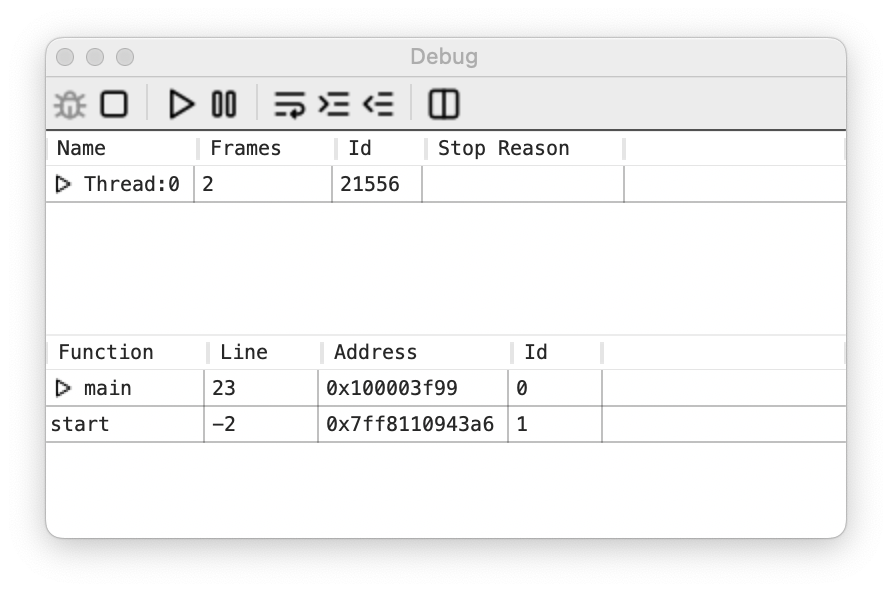 Debug
Name Frames Id Stop Reason
Thread:0 2 21556
Function Line Address Id
main 23 0x100003f99 0
start -2 0x7ff8110943a6 1